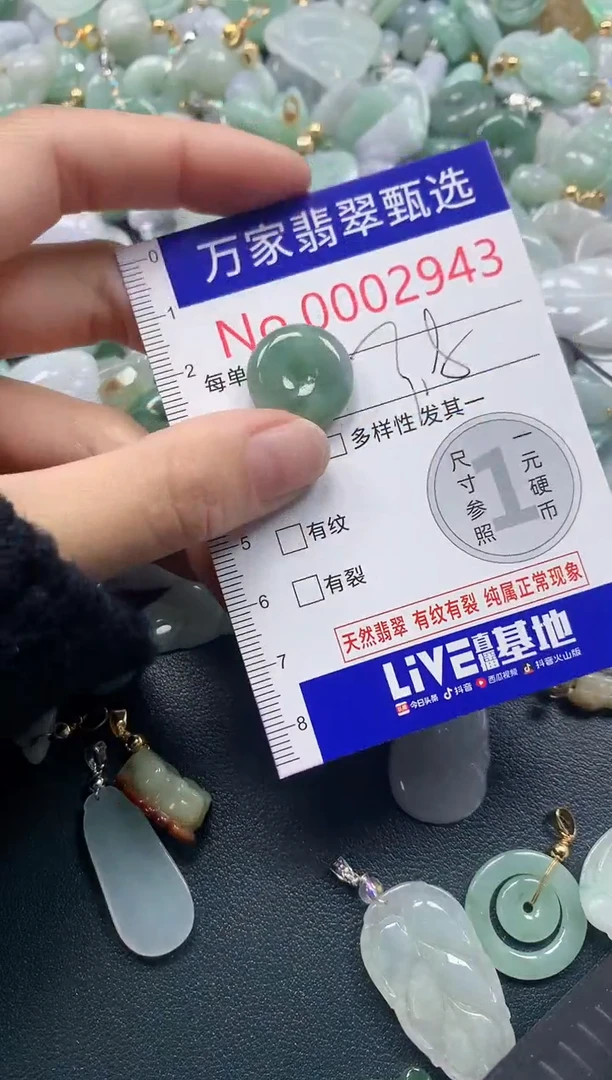 万家翡翠甄选
No.0002943
每单
多样性发其一
一元硬币
尺寸参照
1
有纹
有裂
天然翡翠 有纹有裂 纯属正常现象
LiVE直播基地
今日头条 抖音 西瓜视频 抖音火山版
0
1
2
5
6
7
8